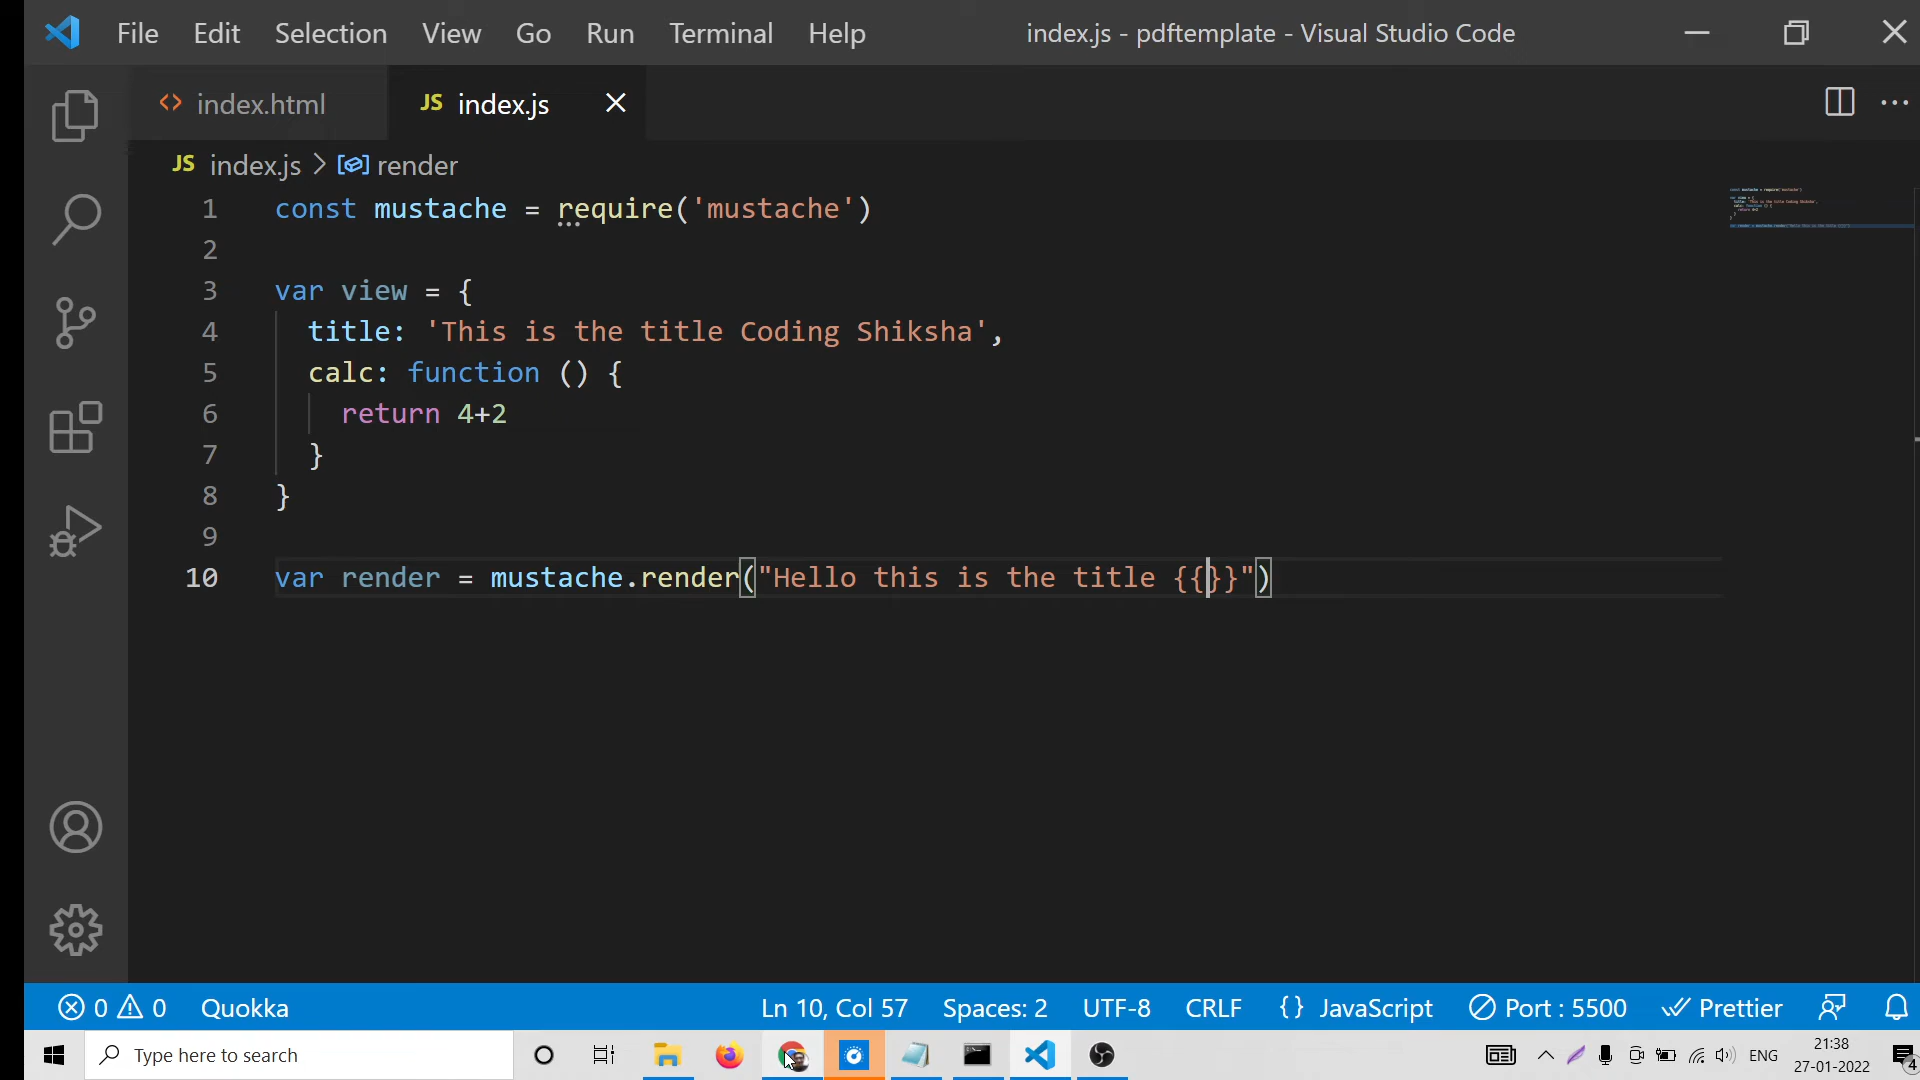 File Edit Selection View Go Run Terminal Help index.js - pdftemplate - Visual Studio Code
index.html JS index.js
JS index.js > render
1 const mustache = require('mustache')
2
3 var view = {
4 title: 'This is the title Coding Shiksha',
5 calc: function () {
6 return 4+2
7 }
8 }
9
10 var render = mustache.render("Hello this is the title {{}}")
0 0 Quokka Ln 10, Col 57 Spaces: 2 UTF-8 CRLF {} JavaScript Port : 5500 Prettier
Type here to search ENG 21:38
27-01-2022 4